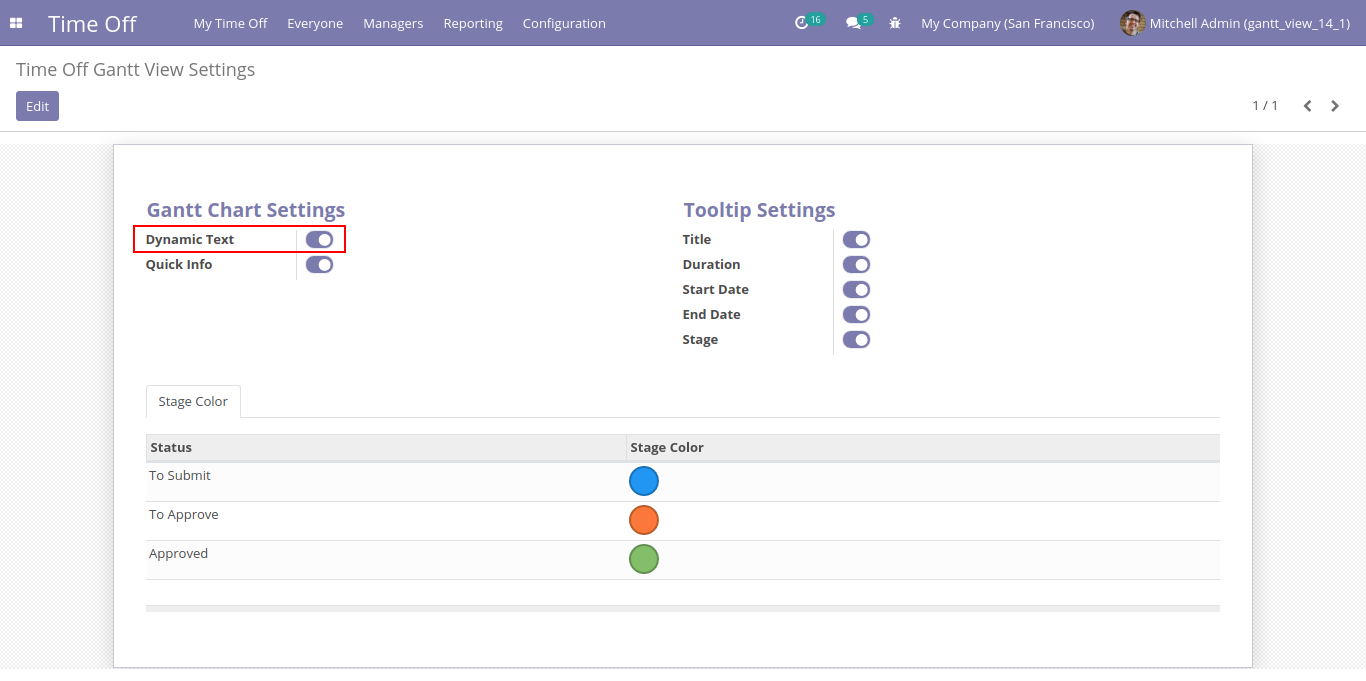 Time Off My Time Off Everyone Managers Reporting Configuration 16 5 My Company (San Francisco) Mitchell Admin (gantt_view_14_1)
Time Off Gantt View Settings
Edit 1 / 1
Gantt Chart Settings
Dynamic Text
Quick Info
Tooltip Settings
Title
Duration
Start Date
End Date
Stage
Stage Color
Status Stage Color
To Submit
To Approve
Approved